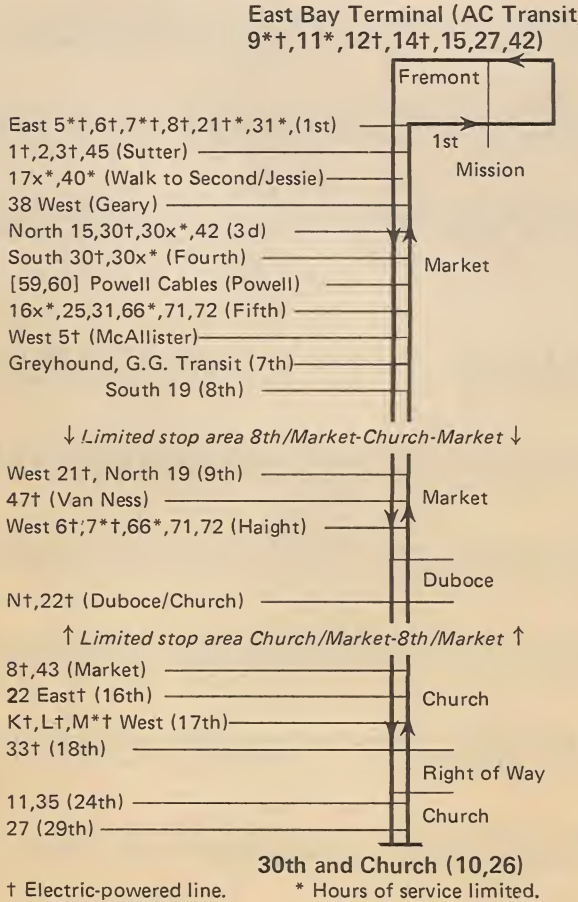 East Bay Terminal (AC Transit
9*†,11*,12†,14†,15,27,42)
Fremont
East 5*†,6†,7*†,8†,21†*,31*,(1st)
1st
1†,2,3†,45 (Sutter)
Mission
17x*,40* (Walk to Second/Jessie)
38 West (Geary)
North 15,30†,30x*,42 (3d)
South 30†,30x* (Fourth)
Market
[59,60] Powell Cables (Powell)
16x*,25,31,66*,71,72 (Fifth)
West 5† (McAllister)
Greyhound, G.G. Transit (7th)
South 19 (8th)
↓ Limited stop area 8th/Market-Church-Market ↓
West 21†, North 19 (9th)
47† (Van Ness)
Market
West 6†,7*†,66*,71,72 (Haight)
Duboce
N†,22† (Duboce/Church)
↑ Limited stop area Church/Market-8th/Market ↑
8†,43 (Market)
22 East† (16th)
Church
K†,L†,M*† West (17th)
33† (18th)
Right of Way
11,35 (24th)
Church
27 (29th)
30th and Church (10,26)
† Electric-powered line.
* Hours of service limited.